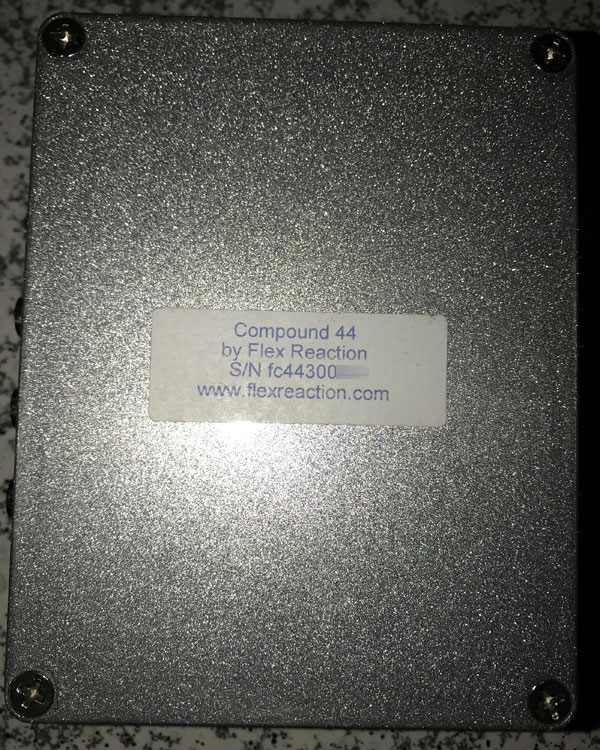 Compound 44
by Flex Reaction
S/N fc44300
www.flexreaction.com